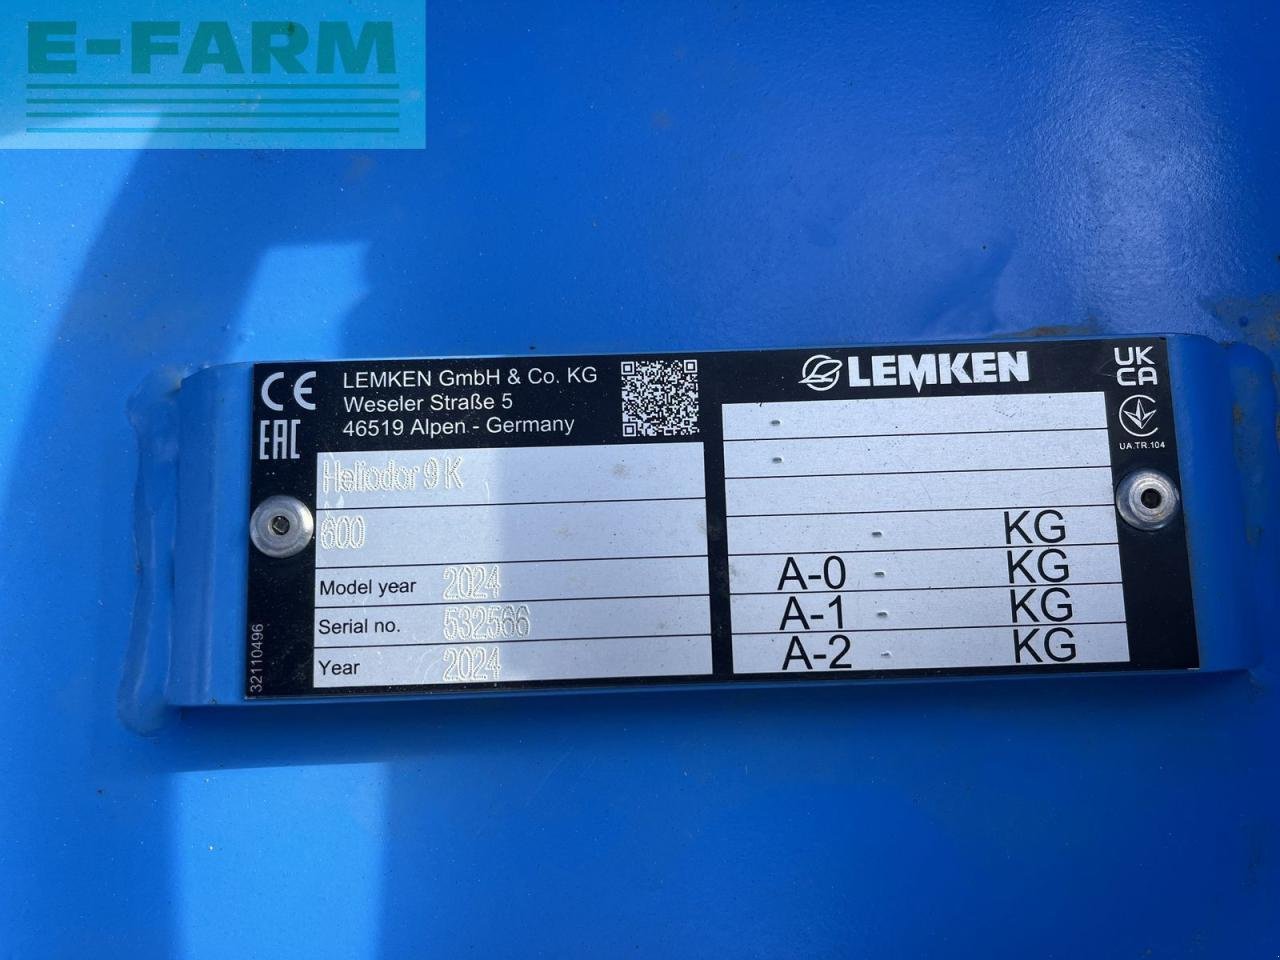 E-FARM
CE
EAC
LEMKEN GmbH & Co. KG
Weseler Straße 5
46519 Alpen - Germany
Heliodor 9 K
600
Model year 2024
Serial no. 532566
Year 2024
32110496
LEMKEN
UK
CA
UA.TR.104
-
-
- KG
A-0 - KG
A-1 - KG
A-2 - KG